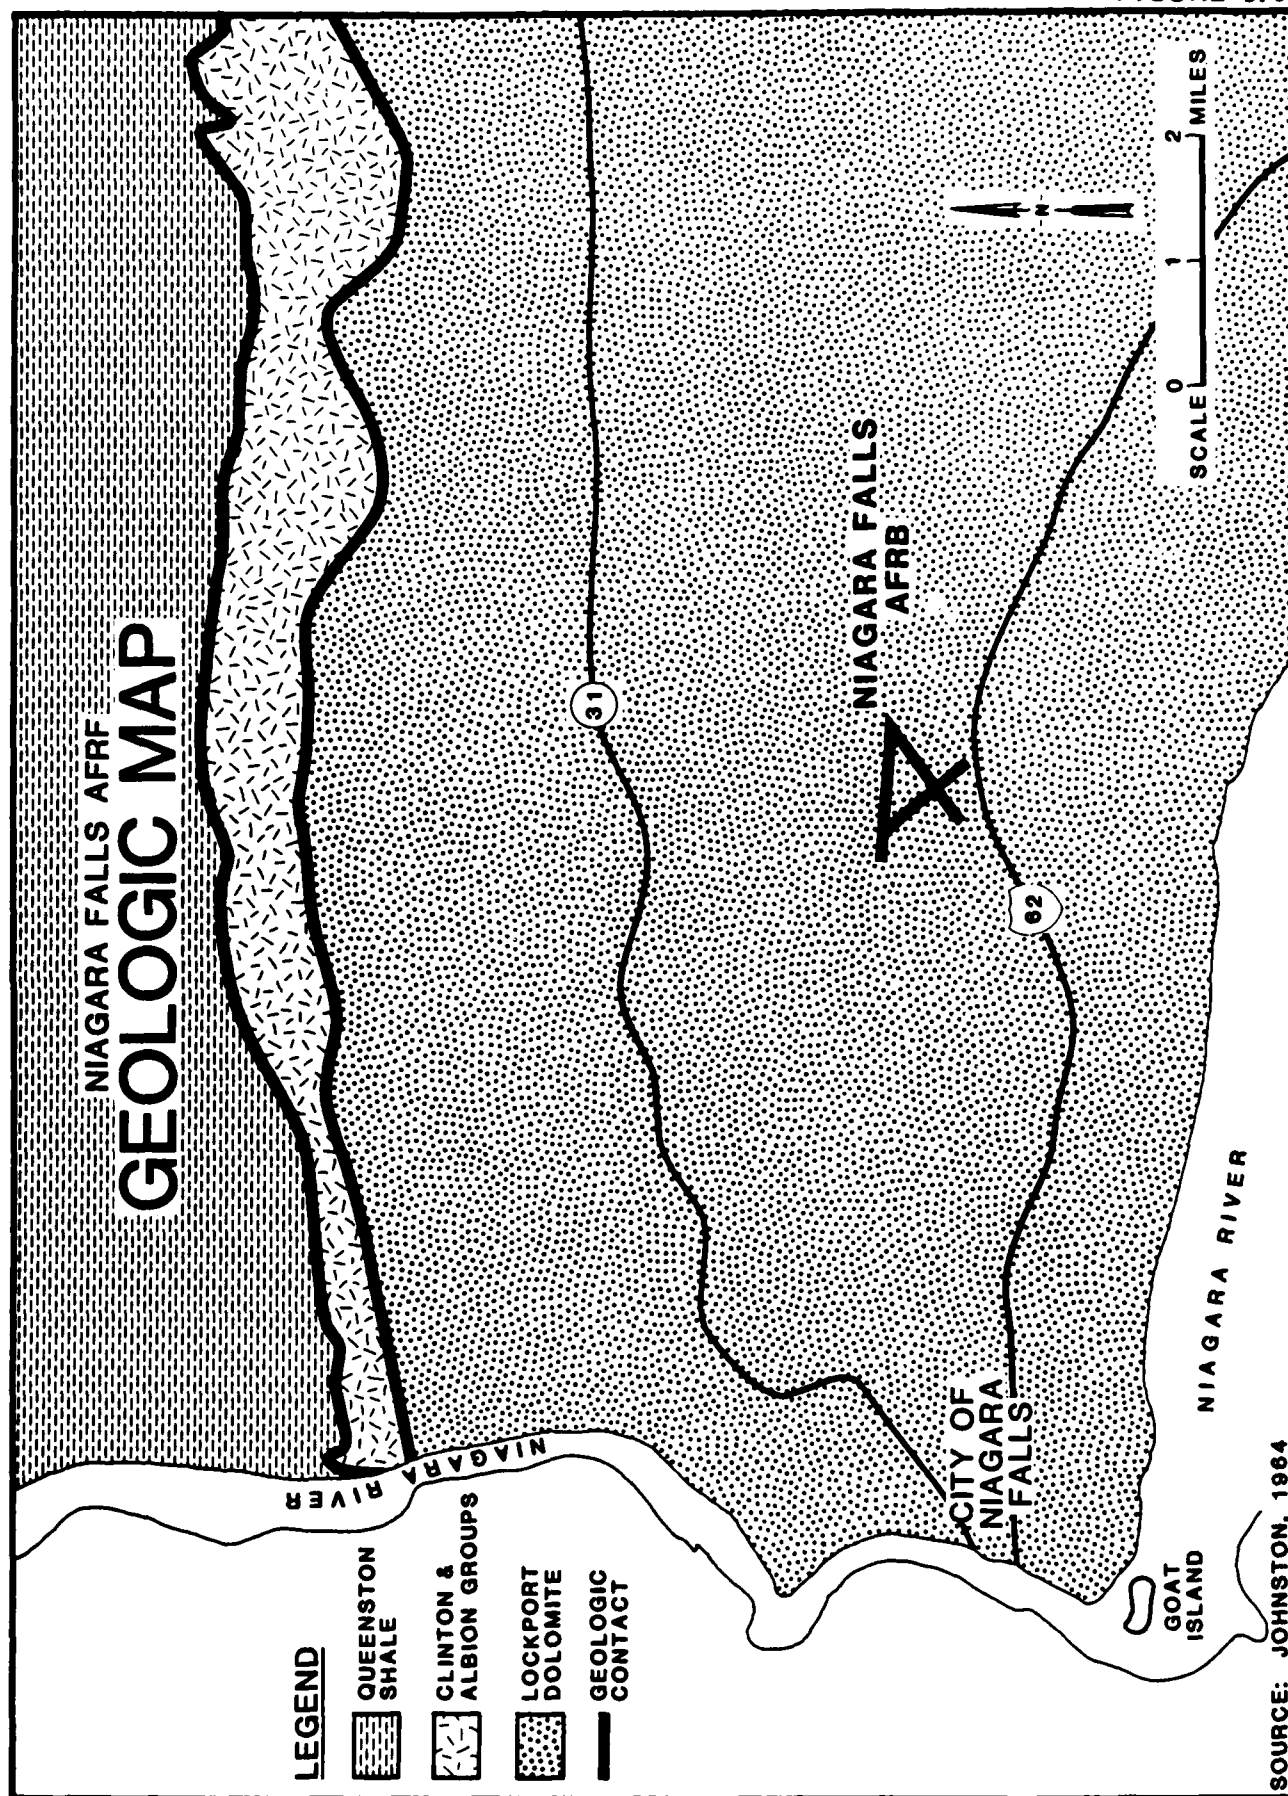 NIAGARA FALLS AFRF
GEOLOGIC MAP
31
NIAGARA FALLS
AFRB
62
CITY OF
NIAGARA
FALLS
NIAGARA
RIVER
NIAGARA RIVER
GOAT
ISLAND
N
SCALE 0 1 2 MILES
LEGEND
QUEENSTON
SHALE
CLINTON &
ALBION GROUPS
LOCKPORT
DOLOMITE
GEOLOGIC
CONTACT
SOURCE: JOHNSTON, 1964